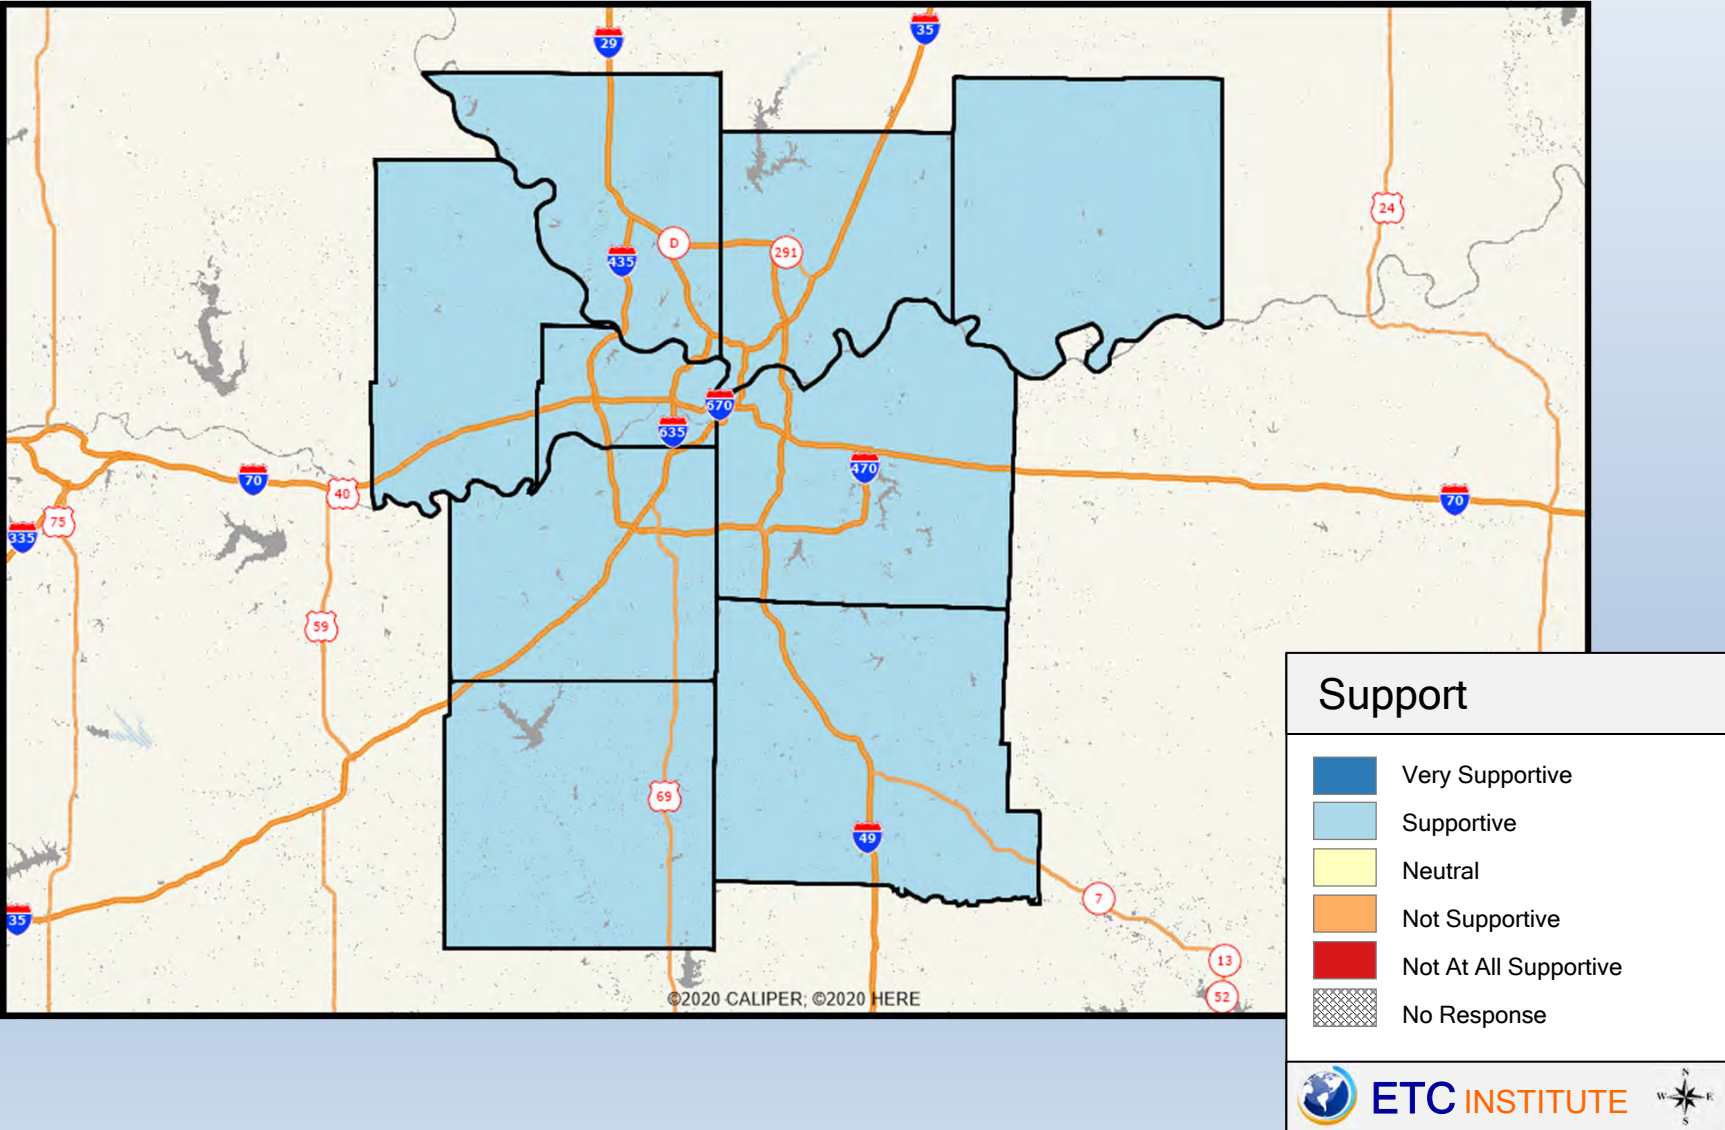 29
35
24
D
291
435
670
635
470
70
40
75
335
70
59
69
49
35
7
13
52
©2020 CALIPER; ©2020 HERE
Support
Very Supportive
Supportive
Neutral
Not Supportive
Not At All Supportive
No Response
ETC INSTITUTE
N
W E
S